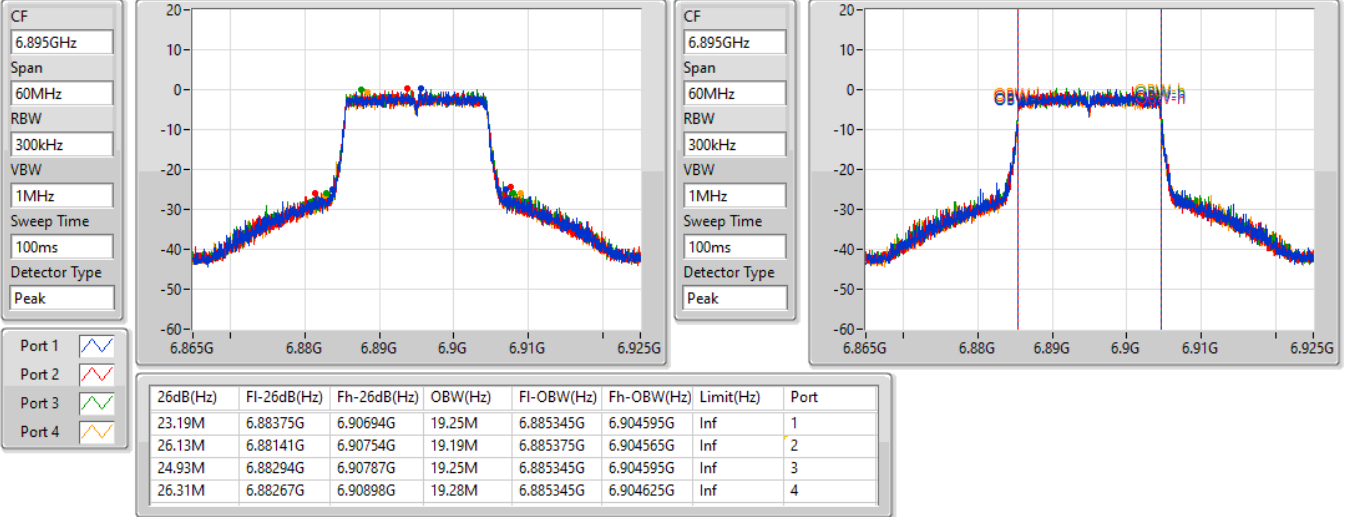 CF
6.895GHz
Span
60MHz
RBW
300kHz
VBW
1MHz
Sweep Time
100ms
Detector Type
Peak
20
10
0
-10
-20
-30
-40
-50
-60
6.865G 6.88G 6.89G 6.9G 6.91G 6.925G
CF
6.895GHz
Span
60MHz
RBW
300kHz
VBW
1MHz
Sweep Time
100ms
Detector Type
Peak
20
10
0
-10
-20
-30
-40
-50
-60
6.865G 6.88G 6.89G 6.9G 6.91G 6.925G
Port 1
Port 2
Port 3
Port 4
26dB(Hz) Fl-26dB(Hz) Fh-26dB(Hz) OBW(Hz) Fl-OBW(Hz) Fh-OBW(Hz) Limit(Hz) Port
23.19M 6.88375G 6.90694G 19.25M 6.885345G 6.904595G Inf 1
26.13M 6.88141G 6.90754G 19.19M 6.885375G 6.904565G Inf 2
24.93M 6.88294G 6.90787G 19.25M 6.885345G 6.904595G Inf 3
26.31M 6.88267G 6.90898G 19.28M 6.885345G 6.904625G Inf 4